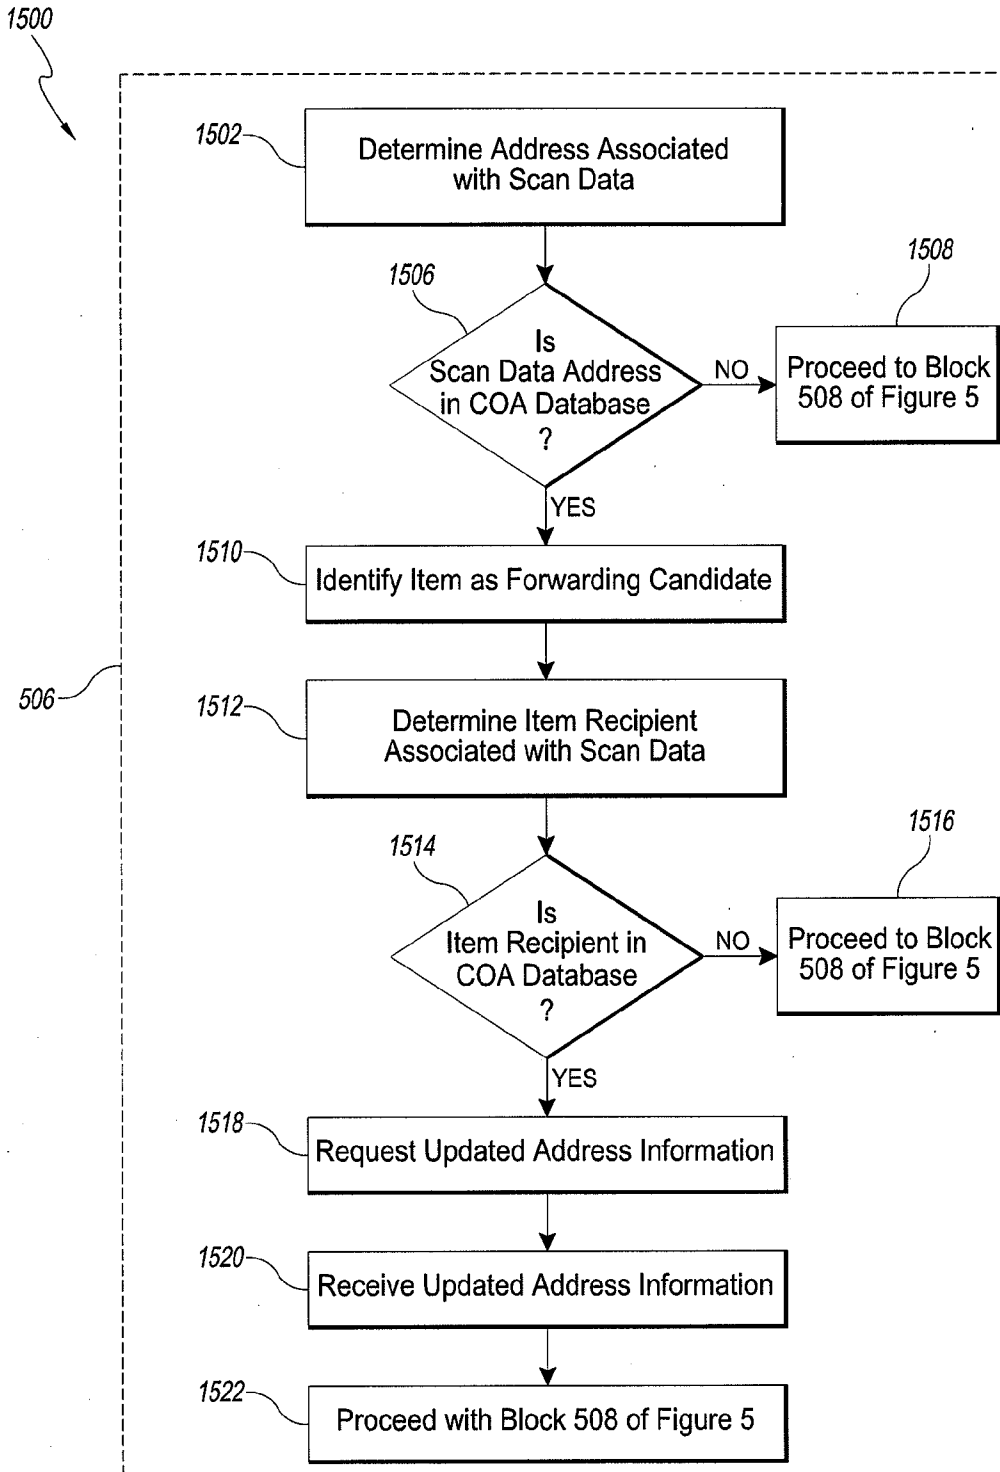 1500
1502
Determine Address Associated
with Scan Data
1506
Is
Scan Data Address
in COA Database
?
NO
1508
Proceed to Block
508 of Figure 5
YES
1510
Identify Item as Forwarding Candidate
506
1512
Determine Item Recipient
Associated with Scan Data
1514
Is
Item Recipient in
COA Database
?
NO
1516
Proceed to Block
508 of Figure 5
YES
1518
Request Updated Address Information
1520
Receive Updated Address Information
1522
Proceed with Block 508 of Figure 5